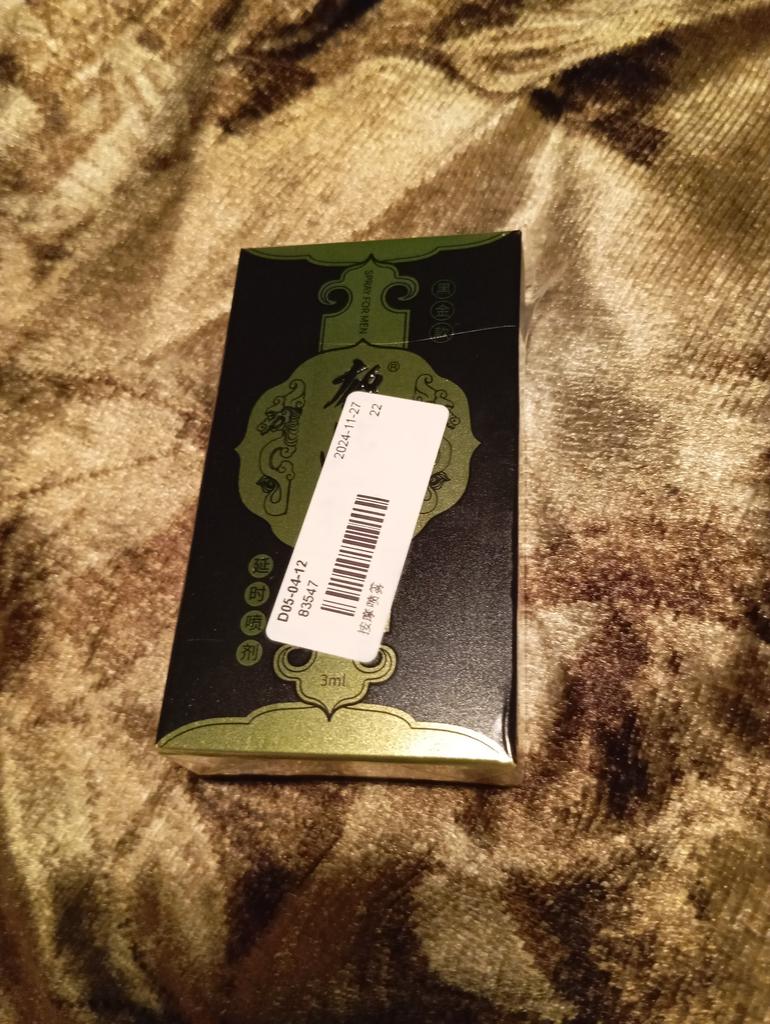 SPRAY FOR MEN
黑金款
®
2024-11-27
22
D05-04-12
83547
按摩喷雾
延时喷剂
3ml